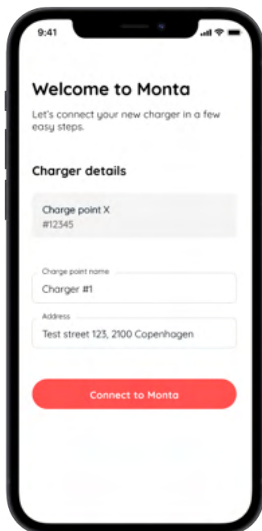 9:41
Welcome to Monta
Let's connect your new charger in a few
easy steps.
Charger details
Charge point X
#12345
Charge point name
Charger #1
Address
Test street 123, 2100 Copenhagen
Connect to Monta